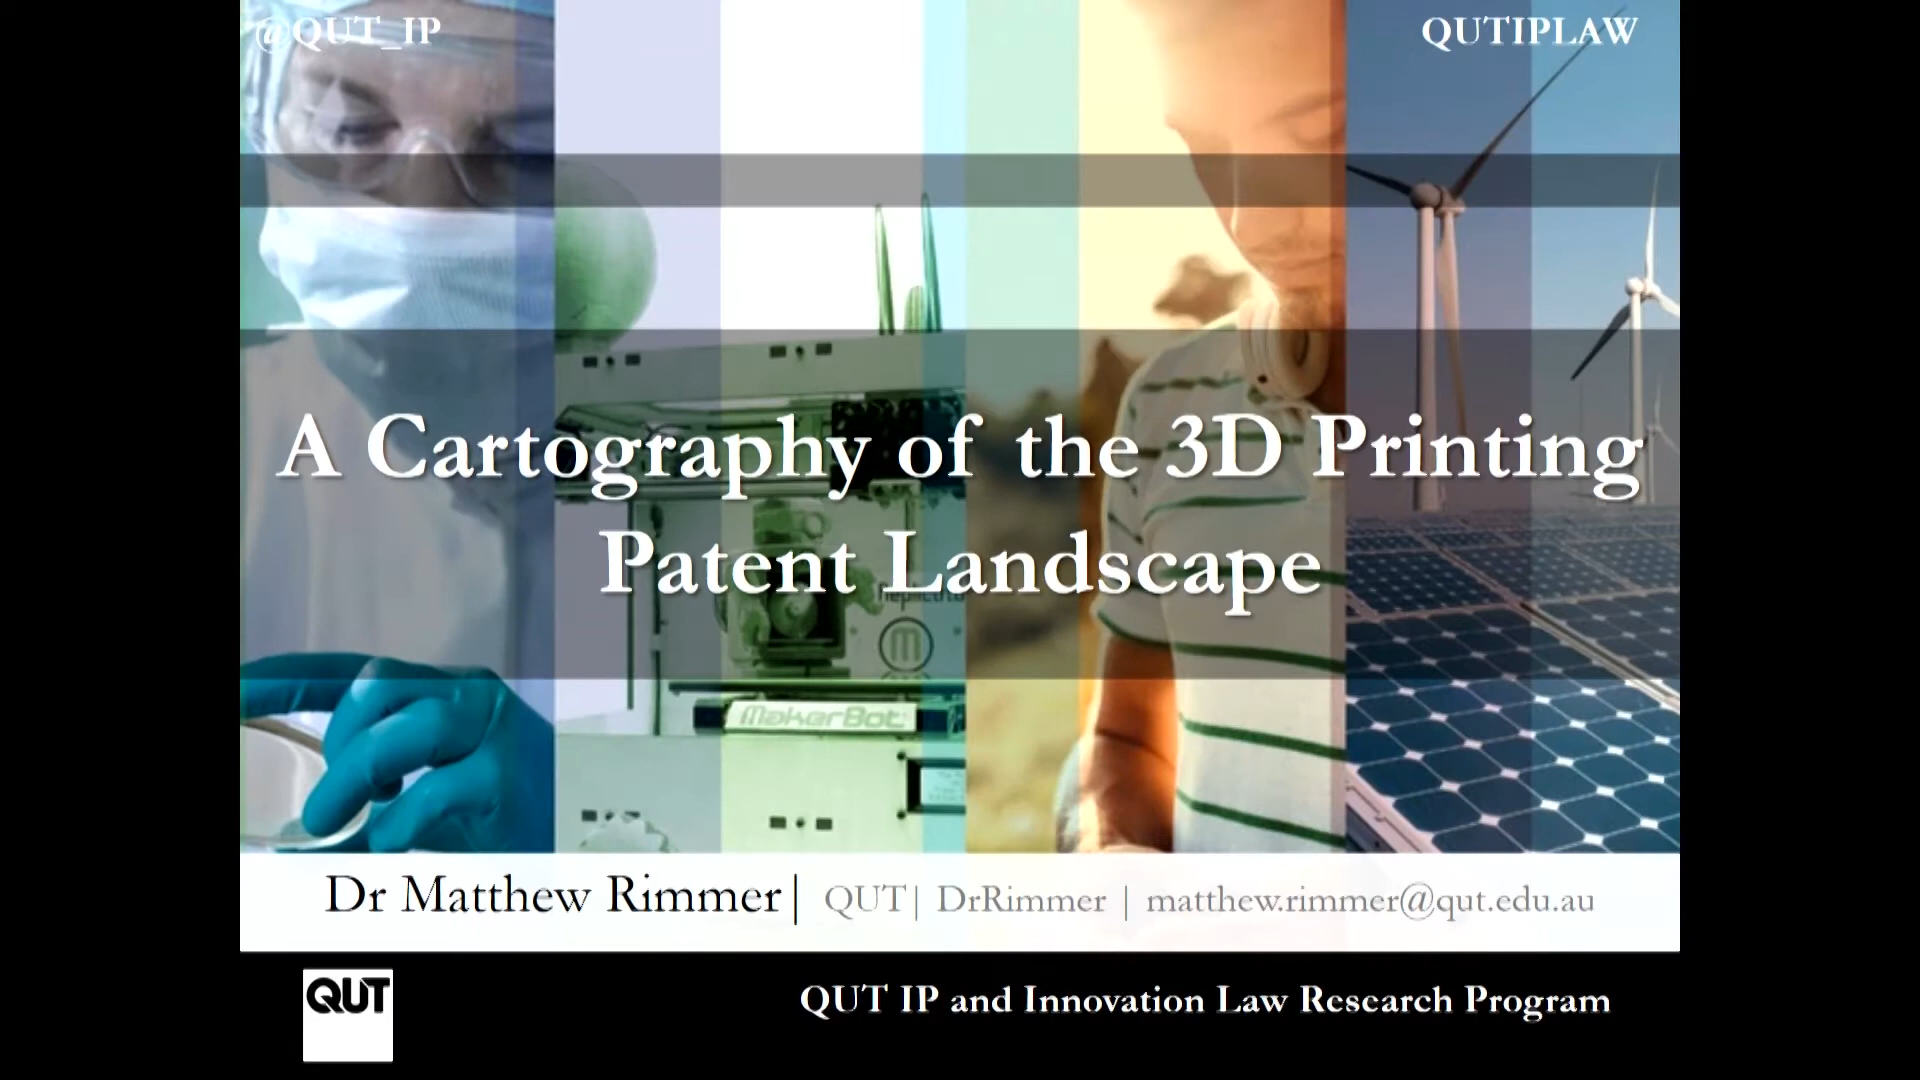 @QUT_IP
QUTIPLAW
A Cartography of the 3D Printing
Patent Landscape
MakerBot
Dr Matthew Rimmer| QUT| DrRimmer | matthew.rimmer@qut.edu.au
QUT
QUT IP and Innovation Law Research Program